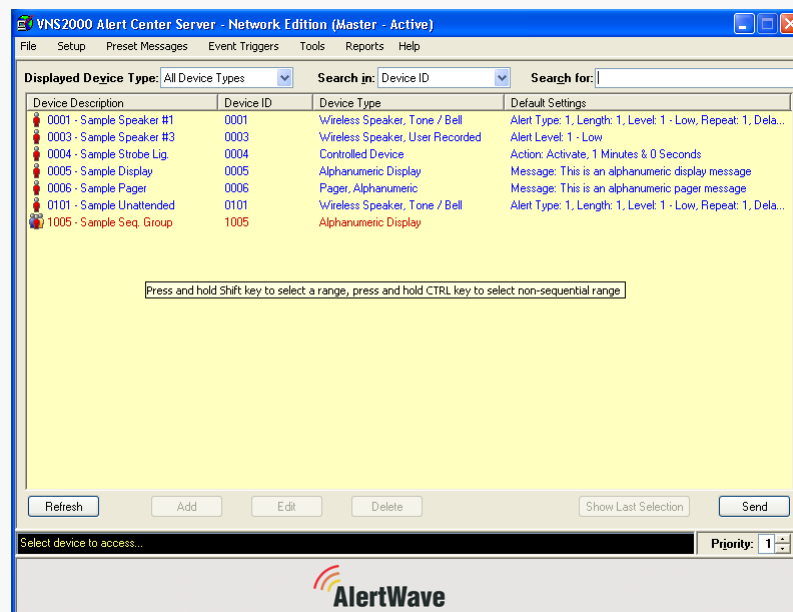 VNS2000 Alert Center Server - Network Edition (Master - Active)
File Setup Preset Messages Event Triggers Tools Reports Help
Displayed Device Type: All Device Types Search in: Device ID Search for:
Device Description Device ID Device Type Default Settings
0001 - Sample Speaker #1 0001 Wireless Speaker, Tone / Bell Alert Type: 1, Length: 1, Level: 1 - Low, Repeat: 1, Dela...
0003 - Sample Speaker #3 0003 Wireless Speaker, User Recorded Alert Level: 1 - Low
0004 - Sample Strobe Lig. 0004 Controlled Device Action: Activate, 1 Minutes & 0 Seconds
0005 - Sample Display 0005 Alphanumeric Display Message: This is an alphanumeric display message
0006 - Sample Pager 0006 Pager, Alphanumeric Message: This is an alphanumeric pager message
0101 - Sample Unattended 0101 Wireless Speaker, Tone / Bell Alert Type: 1, Length: 1, Level: 1 - Low, Repeat: 1, Dela...
1005 - Sample Seq. Group 1005 Alphanumeric Display
Press and hold Shift key to select a range, press and hold CTRL key to select non-sequential range
Refresh Add Edit Delete Show Last Selection Send
Select device to access... Priority: 1
AlertWave